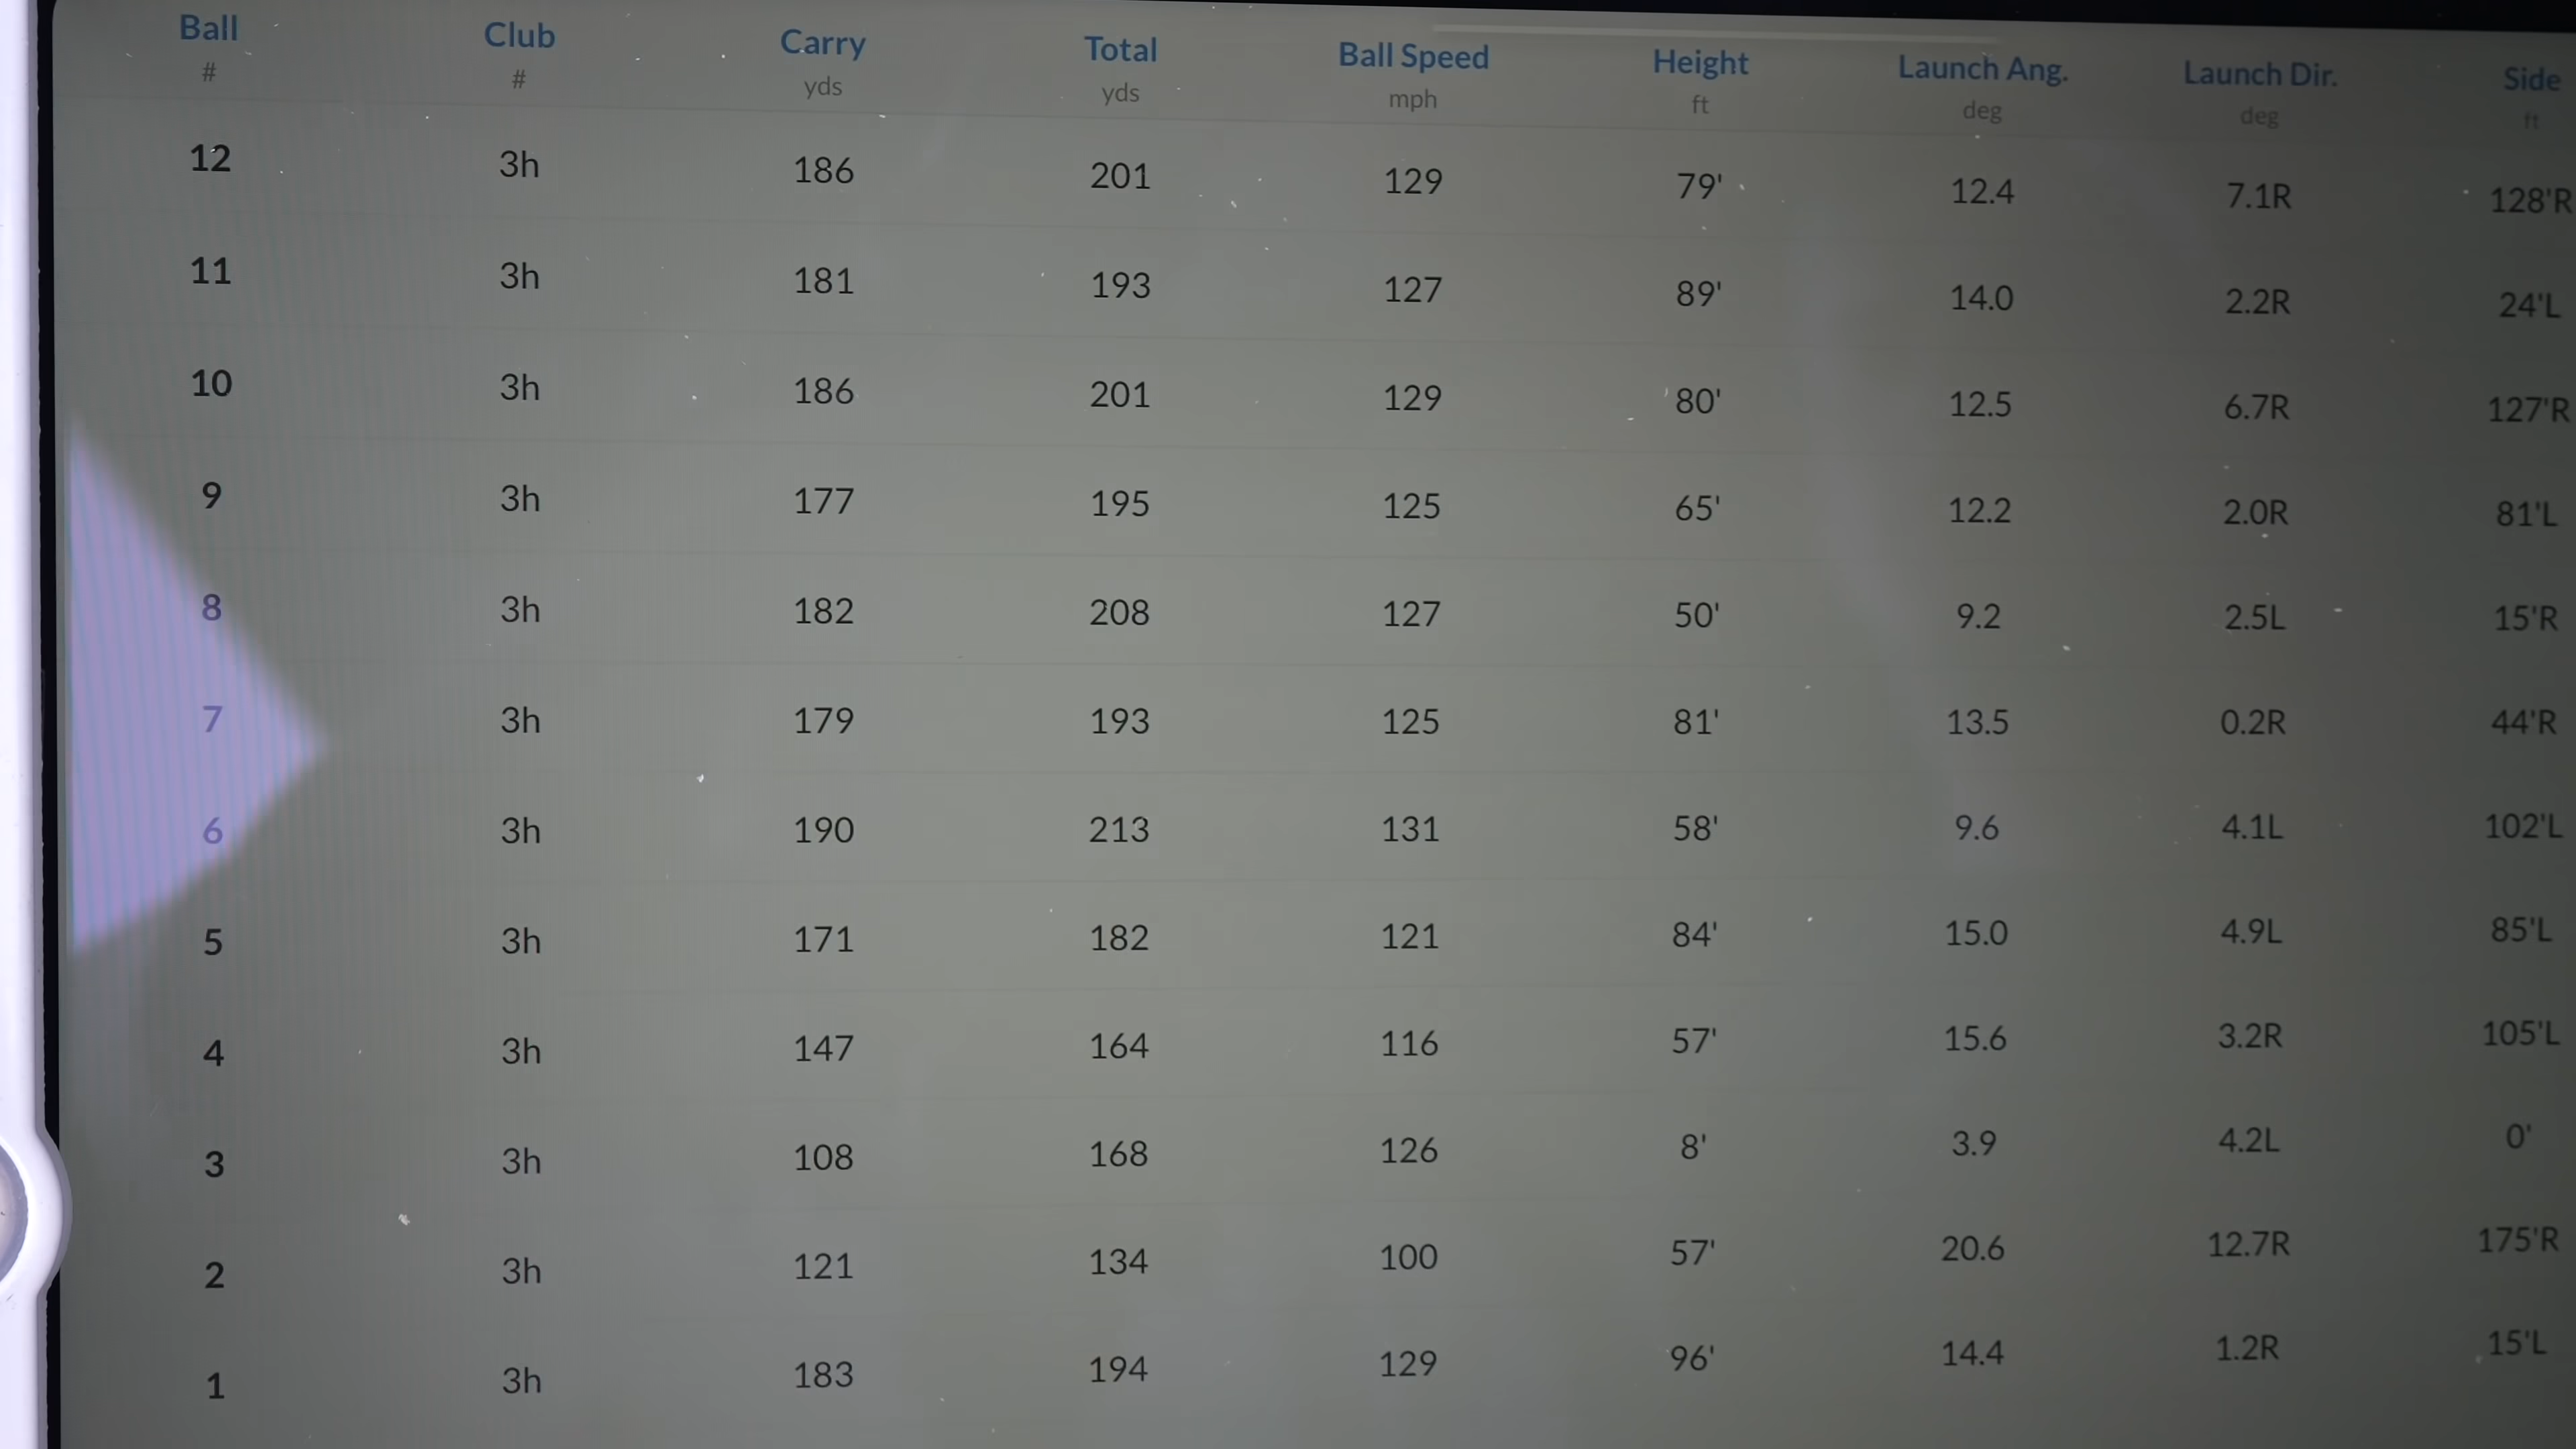 Ball Club Carry Total Ball Speed Height Launch Ang. Launch Dir. Side
# # yds yds mph ft deg deg ft
12 3h 186 201 129 79' 12.4 7.1R 128'R
11 3h 181 193 127 89' 14.0 2.2R 24'L
10 3h 186 201 129 80' 12.5 6.7R 127'R
9 3h 177 195 125 65' 12.2 2.0R 81'L
8 3h 182 208 127 50' 9.2 2.5L 15'R
7 3h 179 193 125 81' 13.5 0.2R 44'R
6 3h 190 213 131 58' 9.6 4.1L 102'L
5 3h 171 182 121 84' 15.0 4.9L 85'L
4 3h 147 164 116 57' 15.6 3.2R 105'L
3 3h 108 168 126 8' 3.9 4.2L 0'
2 3h 121 134 100 57' 20.6 12.7R 175'R
1 3h 183 194 129 96' 14.4 1.2R 15'L